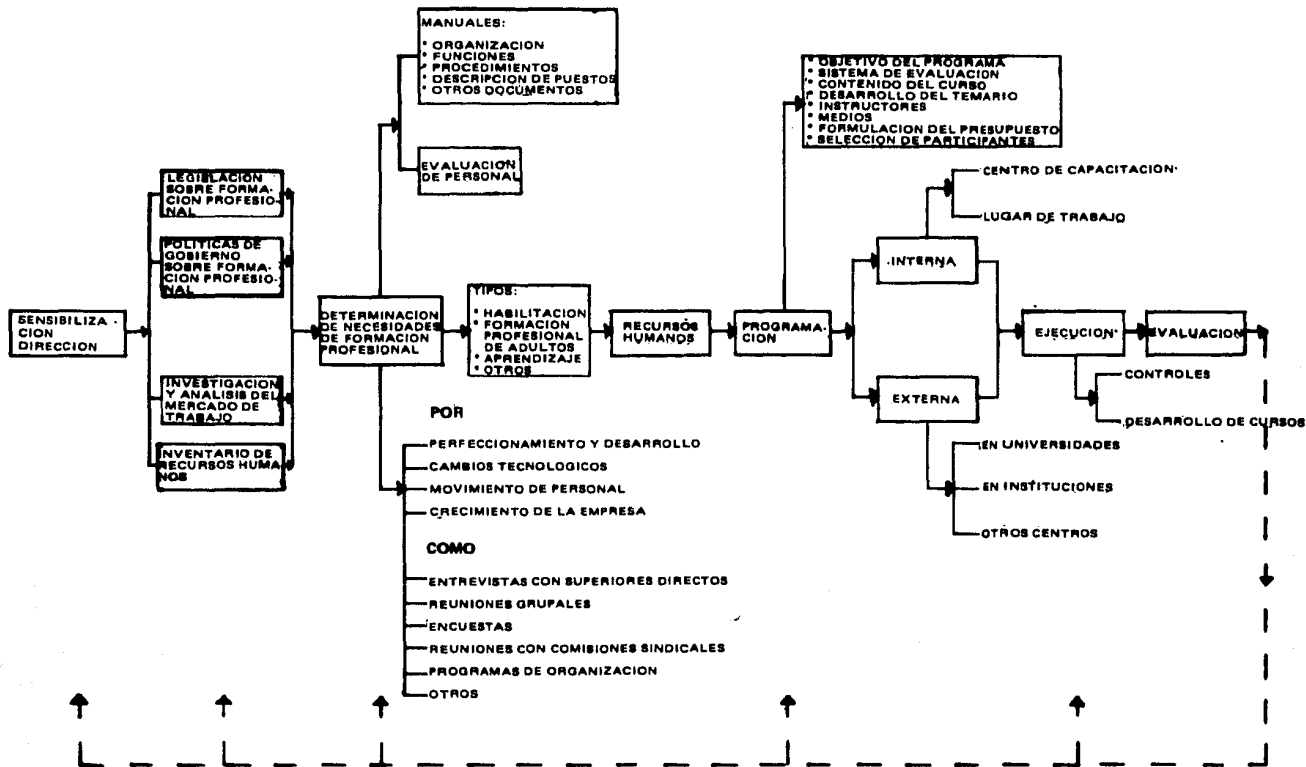 SENSIBILIZA-
CION
DIRECCION
LEGISLACION
SOBRE FORMA-
CION PROFESIO-
NAL
POLITICAS DE
GOBIERNO
SOBRE FORMA-
CION PROFESIO-
NAL
INVESTIGACION
Y ANALISIS DEL
MERCADO DE
TRABAJO
INVENTARIO DE
RECURSOS HUMA
NOS
DETERMINACION
DE NECESIDADES
DE FORMACION
PROFESIONAL
MANUALES:
* ORGANIZACION
* FUNCIONES
* PROCEDIMIENTOS
* DESCRIPCION DE PUESTOS
* OTROS DOCUMENTOS
EVALUACION
DE PERSONAL
POR
PERFECCIONAMIENTO Y DESARROLLO
CAMBIOS TECNOLOGICOS
MOVIMIENTO DE PERSONAL
CRECIMIENTO DE LA EMPRESA
COMO
ENTREVISTAS CON SUPERIORES DIRECTOS
REUNIONES GRUPALES
ENCUESTAS
REUNIONES CON COMISIONES SINDICALES
PROGRAMAS DE ORGANIZACION
OTROS
TIPOS:
* HABILITACION
* FORMACION
PROFESIONAL
DE ADULTOS
* APRENDIZAJE
* OTROS
RECURSOS
HUMANOS
PROGRAMA-
CION
* OBJETIVO DEL PROGRAMA
* SISTEMA DE EVALUACION
* CONTENIDO DEL CURSO
* DESARROLLO DEL TEMARIO
* INSTRUCTORES
* MEDIOS
* FORMULACION DEL PRESUPUESTO
* SELECCION DE PARTICIPANTES
INTERNA
CENTRO DE CAPACITACION
LUGAR DE TRABAJO
EXTERNA
EN UNIVERSIDADES
EN INSTITUCIONES
OTROS CENTROS
EJECUCION
CONTROLES
DESARROLLO DE CURSOS
EVALUACION